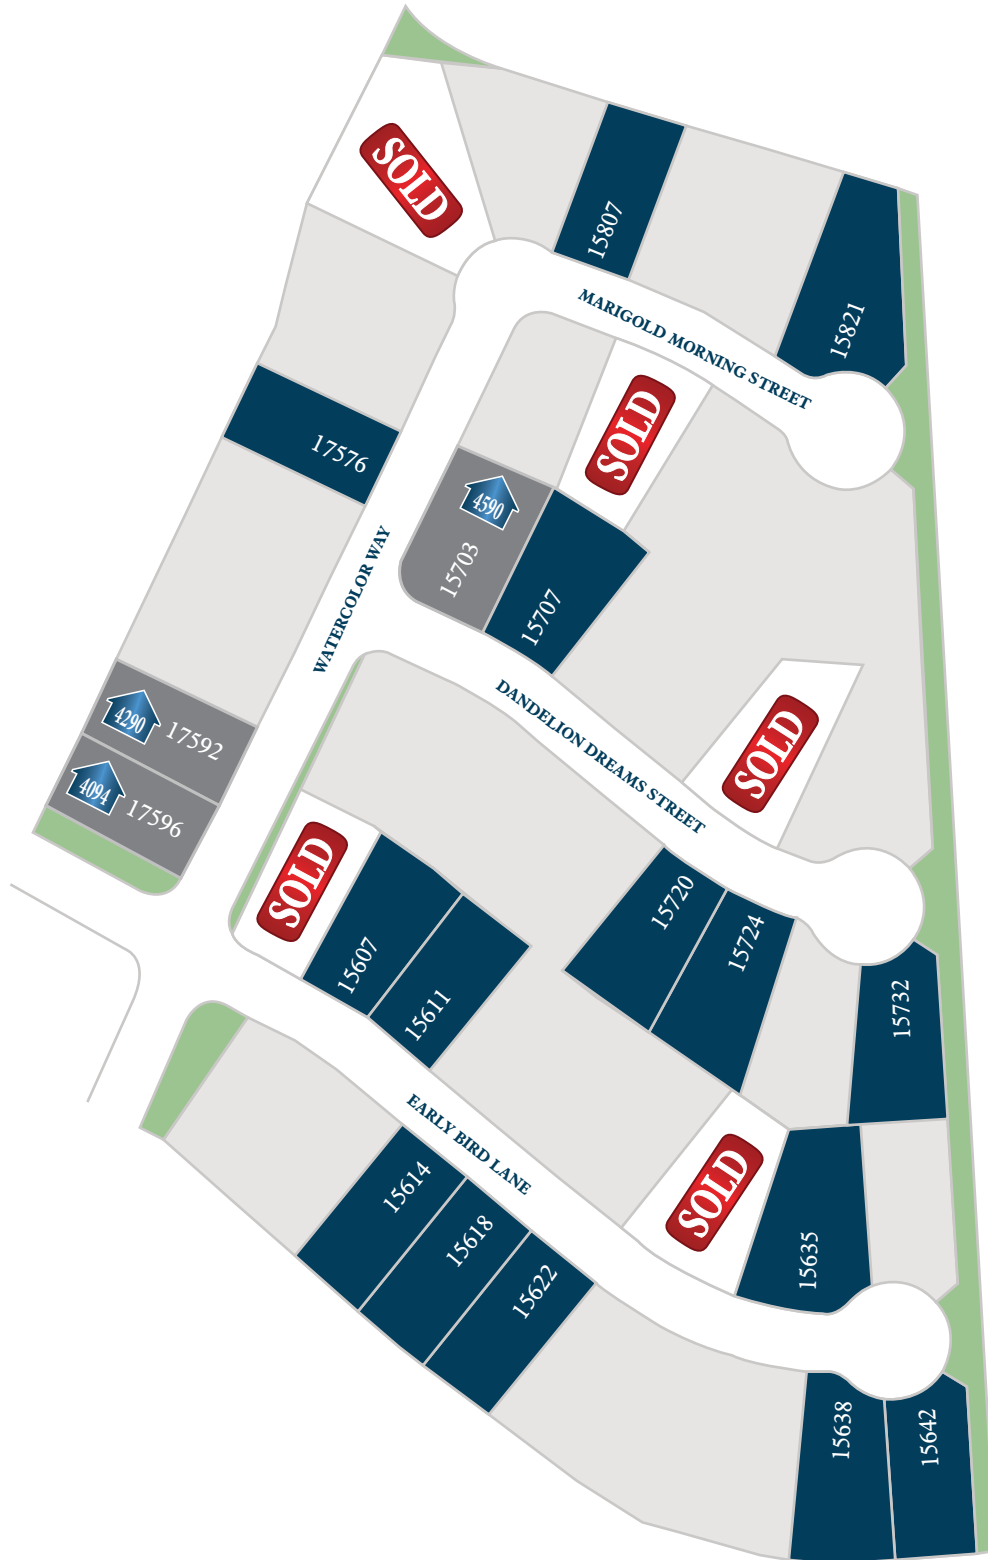 SOLD
15807
15821
MARIGOLD MORNING STREET
SOLD
17576
4590
15703
15707
WATERCOLOR WAY
4290
17592
4094
17596
DANDELION DREAMS STREET
SOLD
SOLD
15607
15611
15720
15724
15732
EARLY BIRD LANE
15614
15618
15622
SOLD
15635
15638
15642